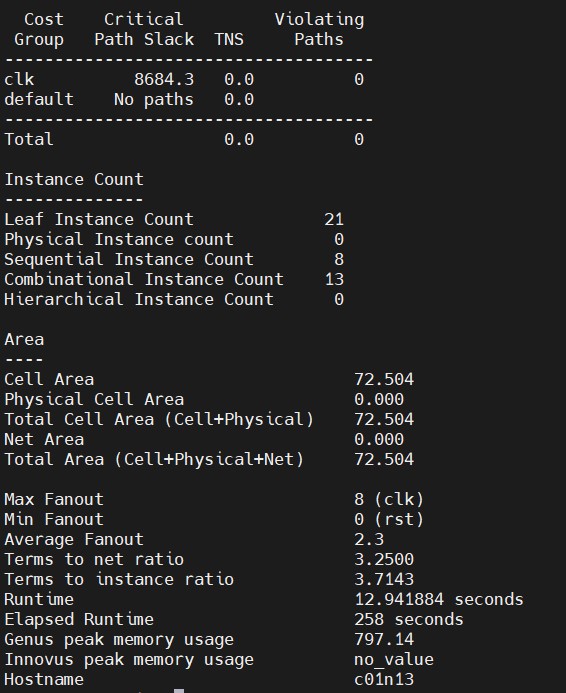 Cost Critical Violating
Group Path Slack TNS Paths
-------------------------------------
clk 8684.3 0.0 0
default No paths 0.0
-------------------------------------
Total 0.0 0
Instance Count
--------------
Leaf Instance Count 21
Physical Instance count 0
Sequential Instance Count 8
Combinational Instance Count 13
Hierarchical Instance Count 0
Area
----
Cell Area 72.504
Physical Cell Area 0.000
Total Cell Area (Cell+Physical) 72.504
Net Area 0.000
Total Area (Cell+Physical+Net) 72.504
Max Fanout 8 (clk)
Min Fanout 0 (rst)
Average Fanout 2.3
Terms to net ratio 3.2500
Terms to instance ratio 3.7143
Runtime 12.941884 seconds
Elapsed Runtime 258 seconds
Genus peak memory usage 797.14
Innovus peak memory usage no_value
Hostname c01n13